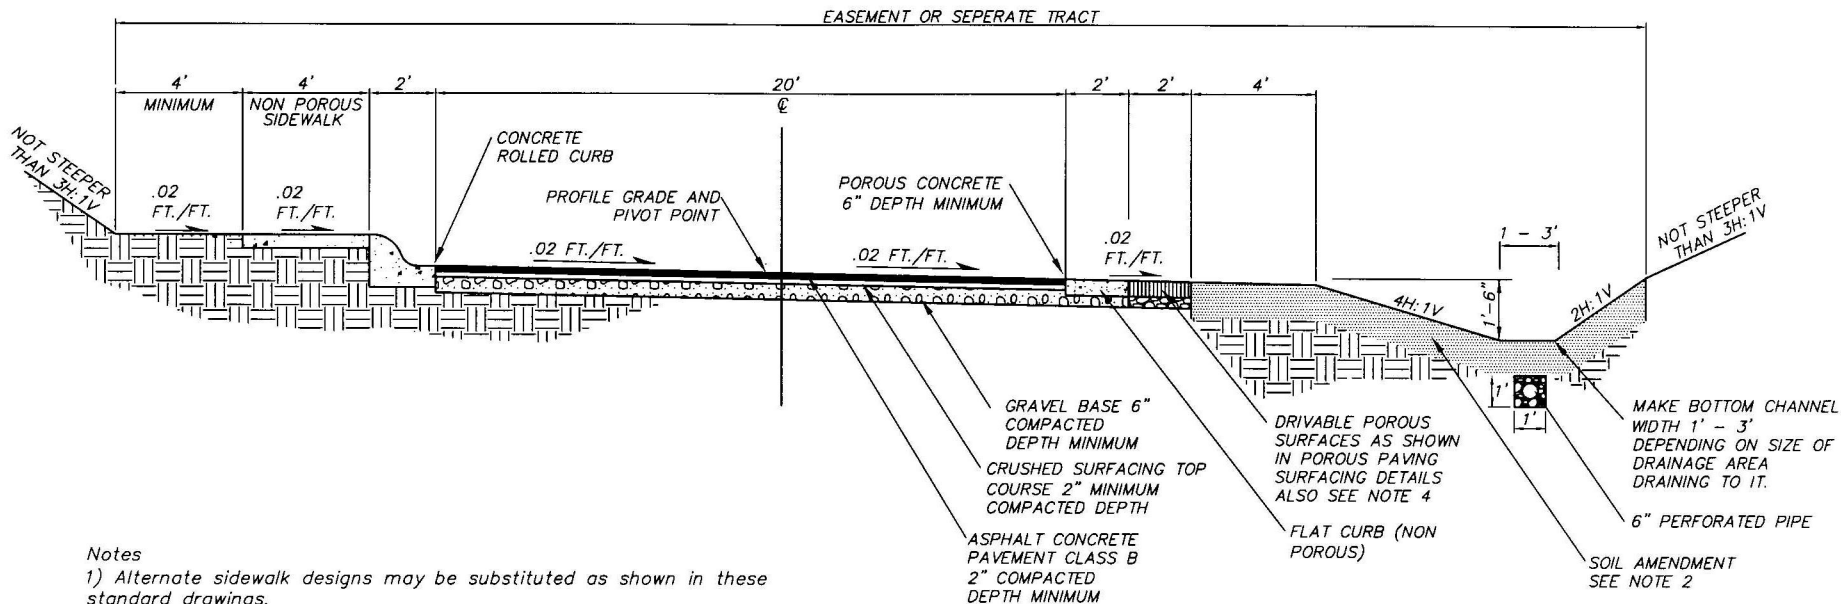 EASEMENT OR SEPERATE TRACT
4'
MINIMUM
4'
NON POROUS
SIDEWALK
2'
20'
℄
2'
2'
4'
NOT STEEPER
THAN 3H:1V
.02
FT./FT.
.02
FT./FT.
CONCRETE
ROLLED CURB
PROFILE GRADE AND
PIVOT POINT
.02 FT./FT.
POROUS CONCRETE
6" DEPTH MINIMUM
.02 FT./FT.
.02
FT./FT.
4H:1V
1'-6"
1 - 3'
2H:1V
NOT STEEPER
THAN 3H:1V
1'
1'
GRAVEL BASE 6"
COMPACTED
DEPTH MINIMUM
CRUSHED SURFACING TOP
COURSE 2" MINIMUM
COMPACTED DEPTH
ASPHALT CONCRETE
PAVEMENT CLASS B
2" COMPACTED
DEPTH MINIMUM
DRIVABLE POROUS
SURFACES AS SHOWN
IN POROUS PAVING
SURFACING DETAILS
ALSO SEE NOTE 4
FLAT CURB (NON
POROUS)
MAKE BOTTOM CHANNEL
WIDTH 1' - 3'
DEPENDING ON SIZE OF
DRAINAGE AREA
DRAINING TO IT.
6" PERFORATED PIPE
SOIL AMENDMENT
SEE NOTE 2
Notes
1) Alternate sidewalk designs may be substituted as shown in these
standard drawings.